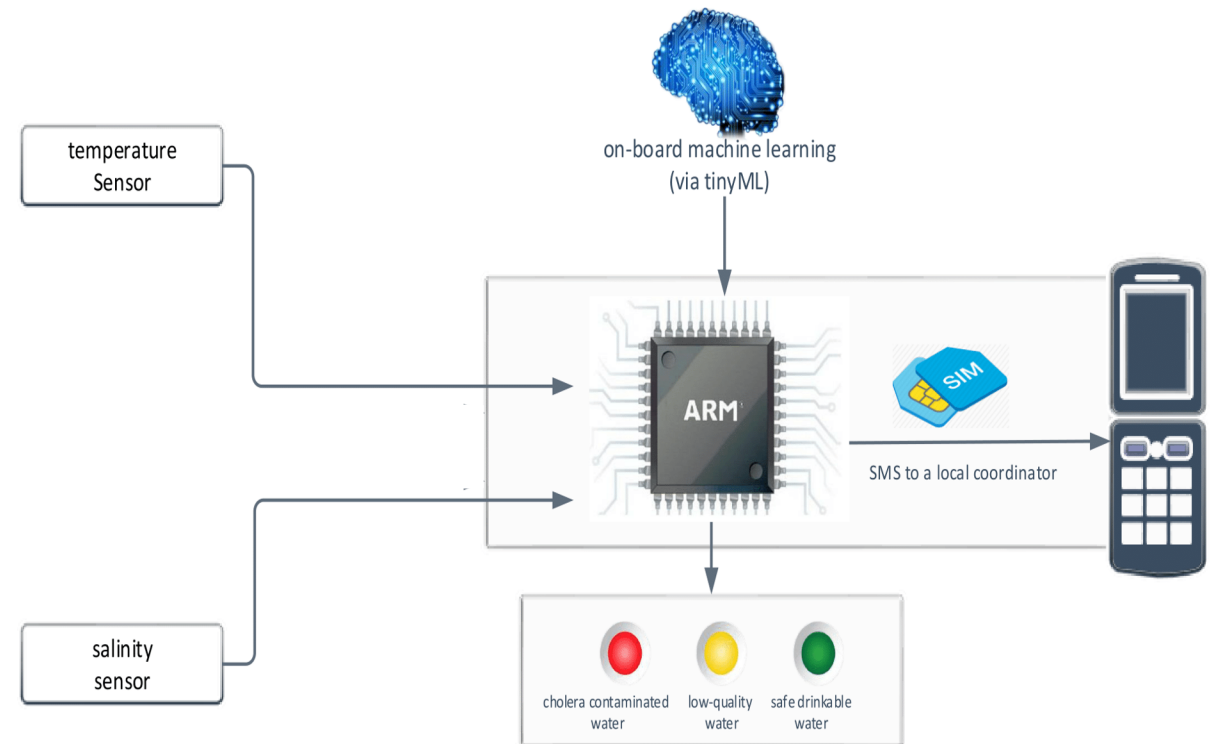 on-board machine learning
(via tinyML)
temperature
Sensor
ARM
SIM
SMS to a local coordinator
salinity
sensor
cholera contaminated
water
low-quality
water
safe drinkable
water